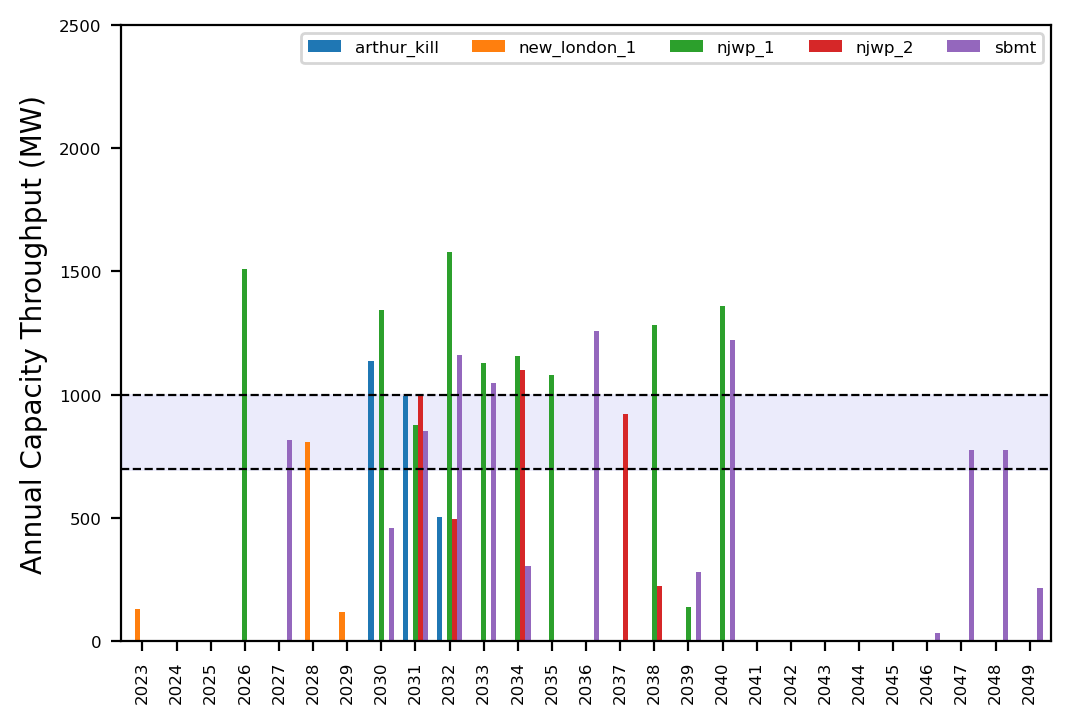 2500
2000
1500
1000
500
0
Annual Capacity Throughput (MW)
arthur_kill new_london_1 njwp_1 njwp_2 sbmt
2023 2024 2025 2026 2027 2028 2029 2030 2031 2032 2033 2034 2035 2036 2037 2038 2039 2040 2041 2042 2043 2044 2045 2046 2047 2048 2049